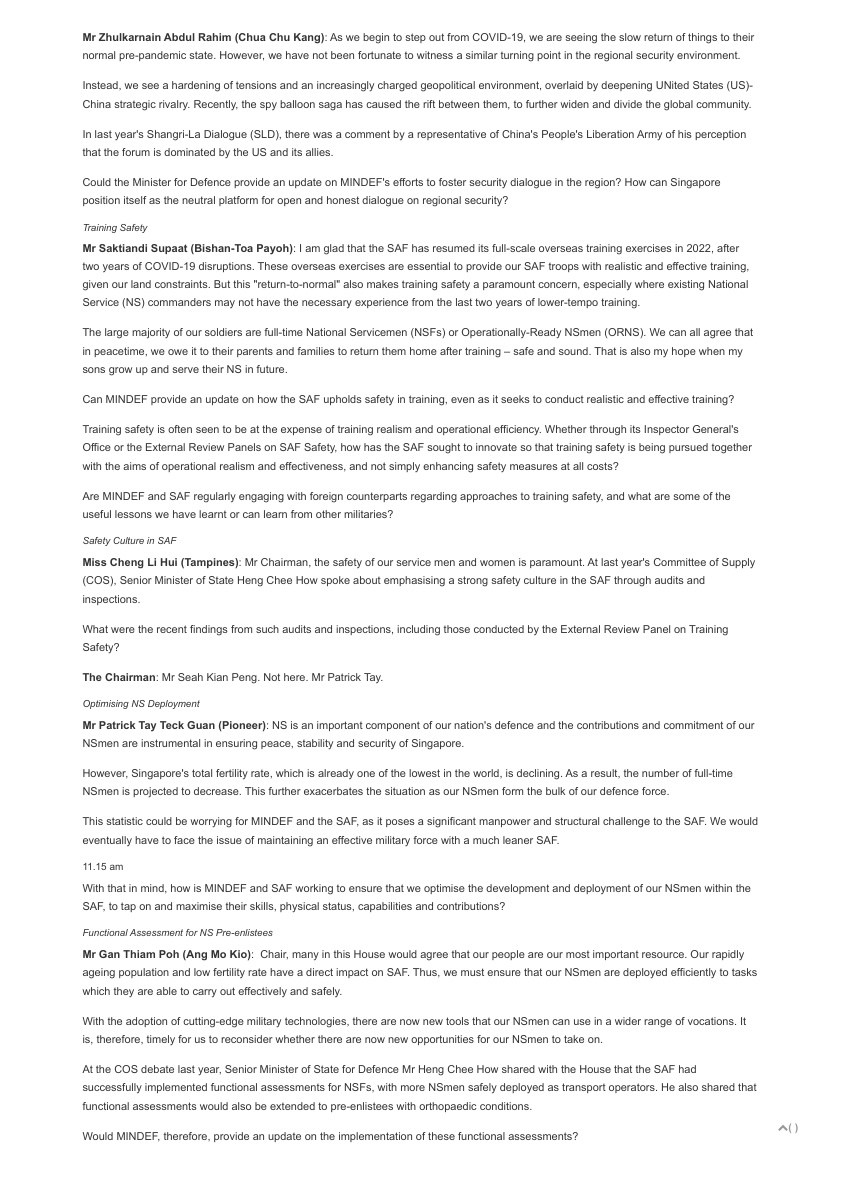 Mr Zhulkarnain Abdul Rahim (Chua Chu Kang): As we begin to step out from COVID-19, we are seeing the slow return of things to their
normal pre-pandemic state. However, we have not been fortunate to witness a similar turning point in the regional security environment.
Instead, we see a hardening of tensions and an increasingly charged geopolitical environment, overlaid by deepening UNited States (US)-
China strategic rivalry. Recently, the spy balloon saga has caused the rift between them, to further widen and divide the global community.
In last year's Shangri-La Dialogue (SLD), there was a comment by a representative of China's People's Liberation Army of his perception
that the forum is dominated by the US and its allies.
Could the Minister for Defence provide an update on MINDEF's efforts to foster security dialogue in the region? How can Singapore
position itself as the neutral platform for open and honest dialogue on regional security?
Training Safety
Mr Saktiandi Supaat (Bishan-Toa Payoh): I am glad that the SAF has resumed its full-scale overseas training exercises in 2022, after
two years of COVID-19 disruptions. These overseas exercises are essential to provide our SAF troops with realistic and effective training,
given our land constraints. But this "return-to-normal" also makes training safety a paramount concern, especially where existing National
Service (NS) commanders may not have the necessary experience from the last two years of lower-tempo training.
The large majority of our soldiers are full-time National Servicemen (NSFs) or Operationally-Ready NSmen (ORNS). We can all agree that
in peacetime, we owe it to their parents and families to return them home after training – safe and sound. That is also my hope when my
sons grow up and serve their NS in future.
Can MINDEF provide an update on how the SAF upholds safety in training, even as it seeks to conduct realistic and effective training?
Training safety is often seen to be at the expense of training realism and operational efficiency. Whether through its Inspector General's
Office or the External Review Panels on SAF Safety, how has the SAF sought to innovate so that training safety is being pursued together
with the aims of operational realism and effectiveness, and not simply enhancing safety measures at all costs?
Are MINDEF and SAF regularly engaging with foreign counterparts regarding approaches to training safety, and what are some of the
useful lessons we have learnt or can learn from other militaries?
Safety Culture in SAF
Miss Cheng Li Hui (Tampines): Mr Chairman, the safety of our service men and women is paramount. At last year's Committee of Supply
(COS), Senior Minister of State Heng Chee How spoke about emphasising a strong safety culture in the SAF through audits and
inspections.
What were the recent findings from such audits and inspections, including those conducted by the External Review Panel on Training
Safety?
The Chairman: Mr Seah Kian Peng. Not here. Mr Patrick Tay.
Optimising NS Deployment
Mr Patrick Tay Teck Guan (Pioneer): NS is an important component of our nation's defence and the contributions and commitment of our
NSmen are instrumental in ensuring peace, stability and security of Singapore.
However, Singapore's total fertility rate, which is already one of the lowest in the world, is declining. As a result, the number of full-time
NSmen is projected to decrease. This further exacerbates the situation as our NSmen form the bulk of our defence force.
This statistic could be worrying for MINDEF and the SAF, as it poses a significant manpower and structural challenge to the SAF. We would
eventually have to face the issue of maintaining an effective military force with a much leaner SAF.
11.15 am
With that in mind, how is MINDEF and SAF working to ensure that we optimise the development and deployment of our NSmen within the
SAF, to tap on and maximise their skills, physical status, capabilities and contributions?
Functional Assessment for NS Pre-enlistees
Mr Gan Thiam Poh (Ang Mo Kio): Chair, many in this House would agree that our people are our most important resource. Our rapidly
ageing population and low fertility rate have a direct impact on SAF. Thus, we must ensure that our NSmen are deployed efficiently to tasks
which they are able to carry out effectively and safely.
With the adoption of cutting-edge military technologies, there are now new tools that our NSmen can use in a wider range of vocations. It
is, therefore, timely for us to reconsider whether there are now new opportunities for our NSmen to take on.
At the COS debate last year, Senior Minister of State for Defence Mr Heng Chee How shared with the House that the SAF had
successfully implemented functional assessments for NSFs, with more NSmen safely deployed as transport operators. He also shared that
functional assessments would also be extended to pre-enlistees with orthopaedic conditions.
Would MINDEF, therefore, provide an update on the implementation of these functional assessments?
( )